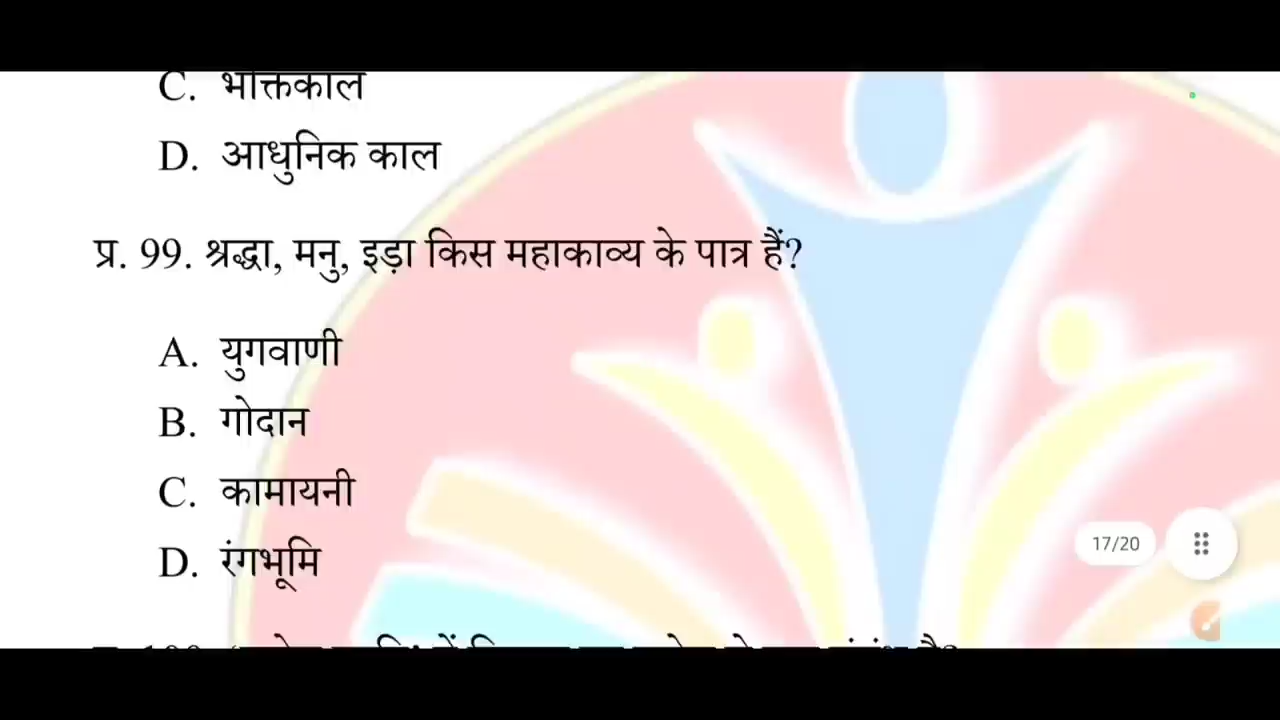 C. भक्तिकाल
D. आधुनिक काल
प्र. 99. श्रद्धा, मनु, इड़ा किस महाकाव्य के पात्र हैं?
A. युगवाणी
B. गोदान
C. कामायनी
D. रंगभूमि
17/20